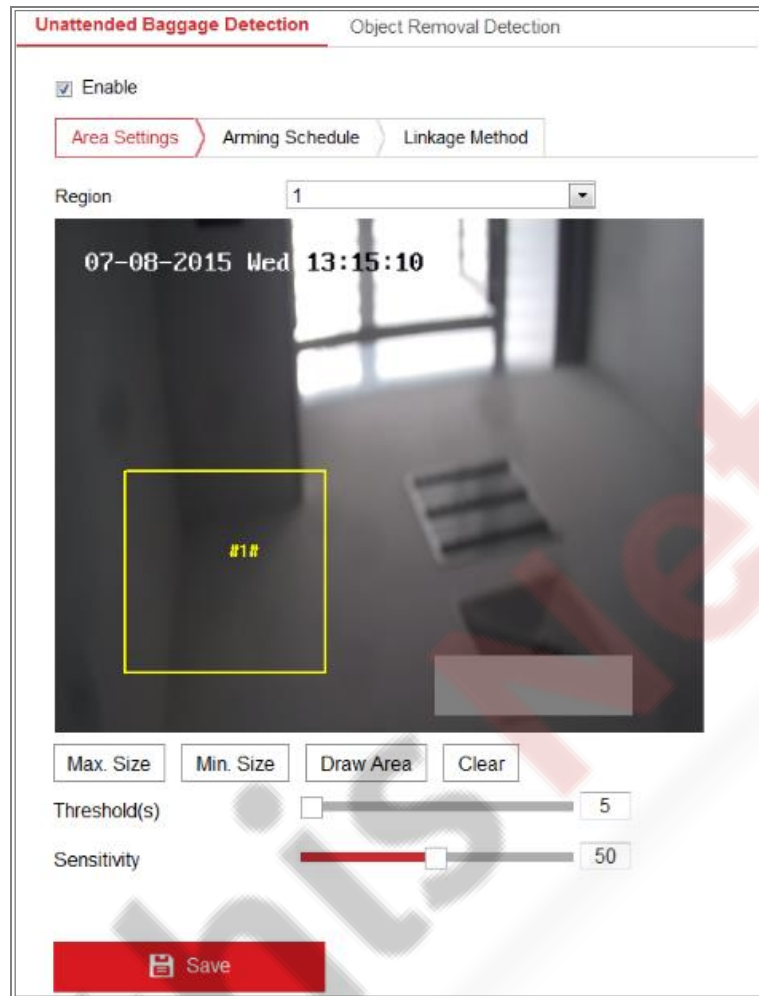 Unattended Baggage Detection Object Removal Detection
Enable
Area Settings Arming Schedule Linkage Method
Region 1
07-08-2015 Wed 13:15:10
#1#
Max. Size Min. Size Draw Area Clear
Threshold(s) 5
Sensitivity 50
Save